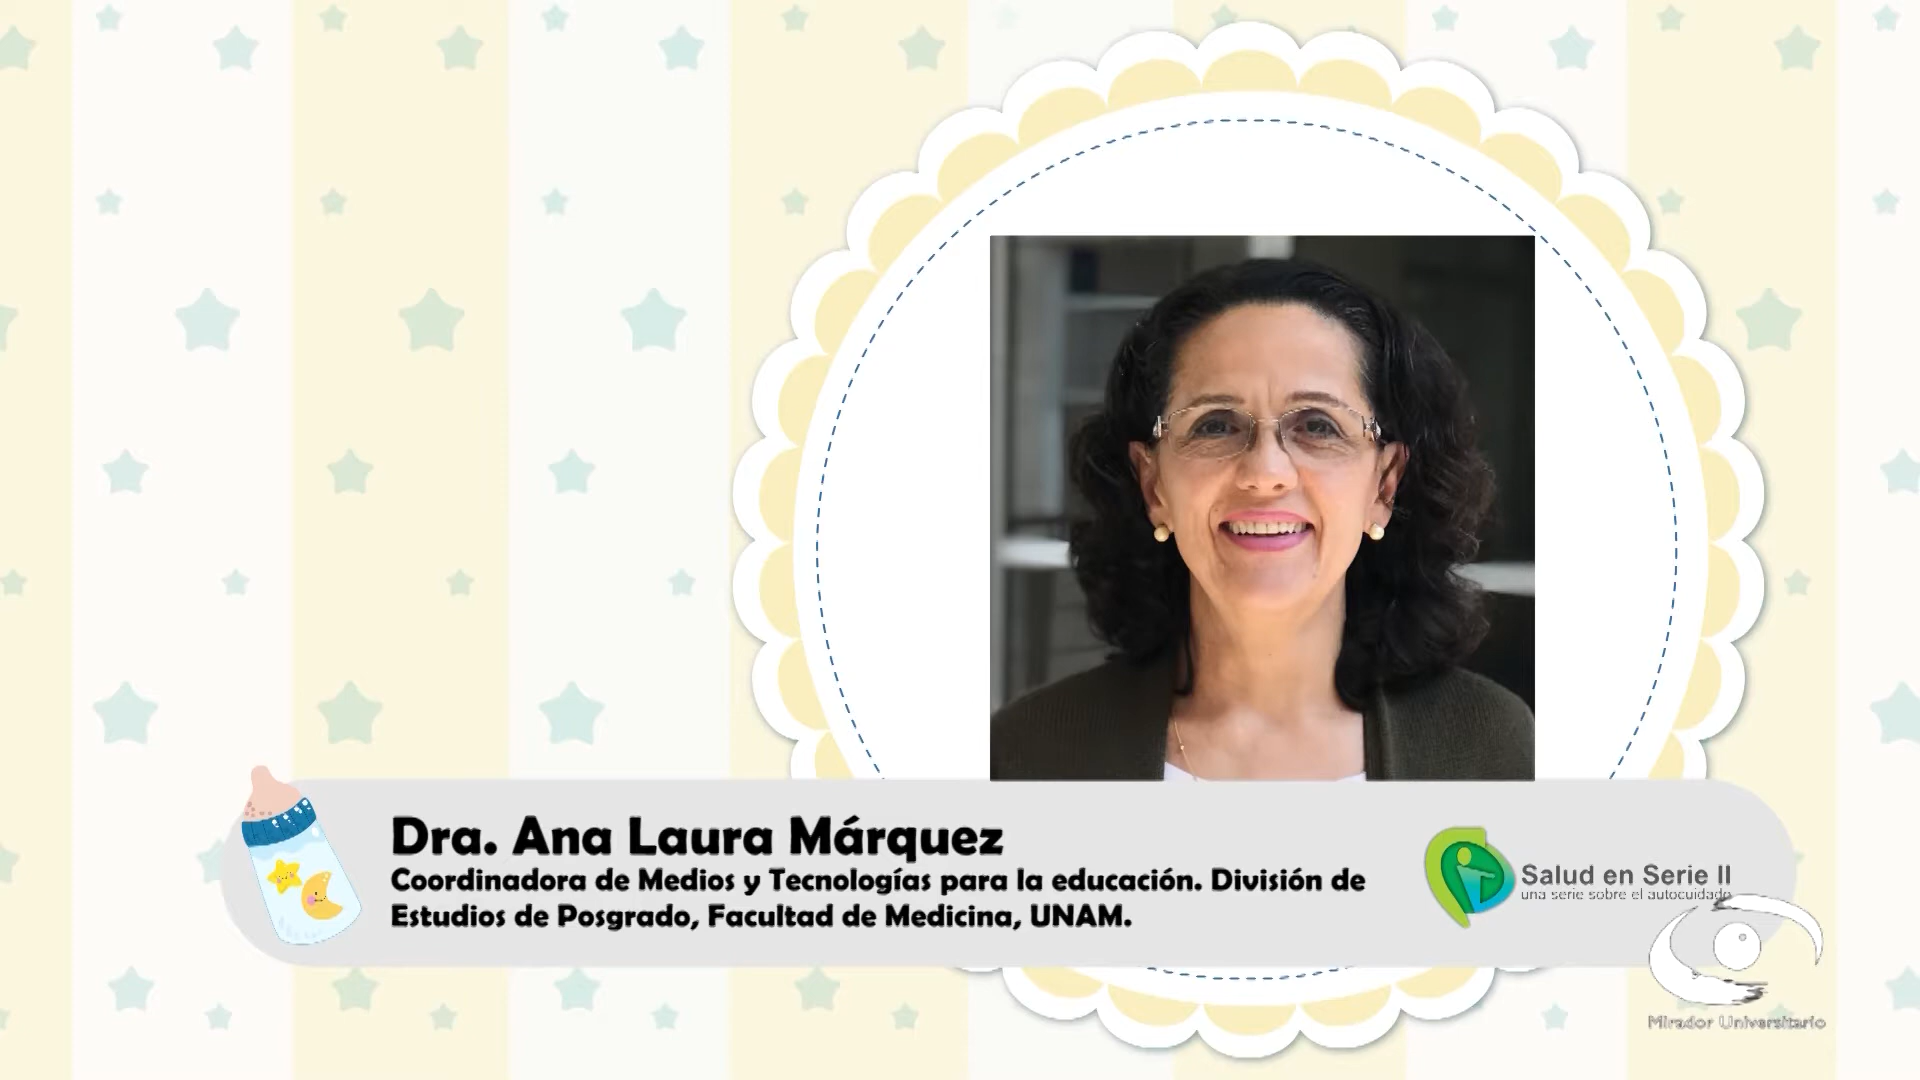 Dra. Ana Laura Márquez
Coordinadora de Medios y Tecnologías para la educación. División de
Estudios de Posgrado, Facultad de Medicina, UNAM.
Salud en Serie II
una serie sobre el autocuidado
Mirador Universitario